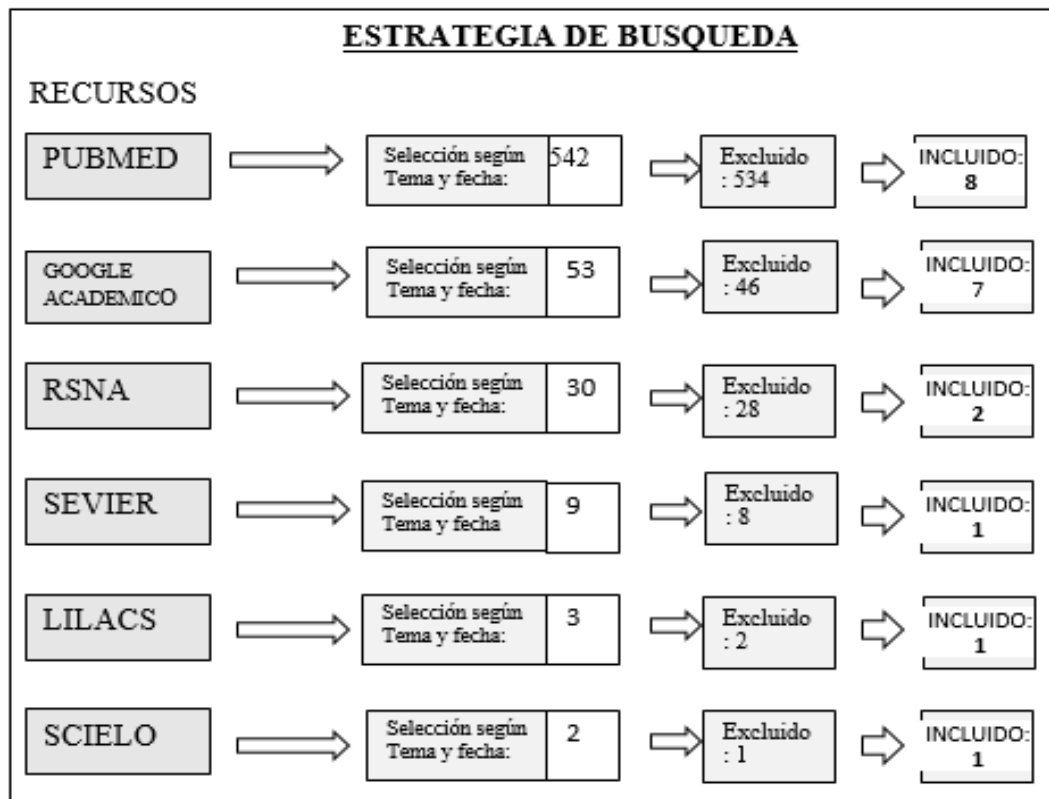 ESTRATEGIA DE BUSQUEDA
RECURSOS
PUBMED
Selección según
Tema y fecha:
542
Excluido
: 534
INCLUIDO:
8
GOOGLE
ACADEMICO
Selección según
Tema y fecha:
53
Excluido
: 46
INCLUIDO:
7
RSNA
Selección según
Tema y fecha:
30
Excluido
: 28
INCLUIDO:
2
SEVIER
Selección según
Tema y fecha
9
Excluido
: 8
INCLUIDO:
1
LILACS
Selección según
Tema y fecha:
3
Excluido
: 2
INCLUIDO:
1
SCIELO
Selección según
Tema y fecha:
2
Excluido
: 1
INCLUIDO:
1